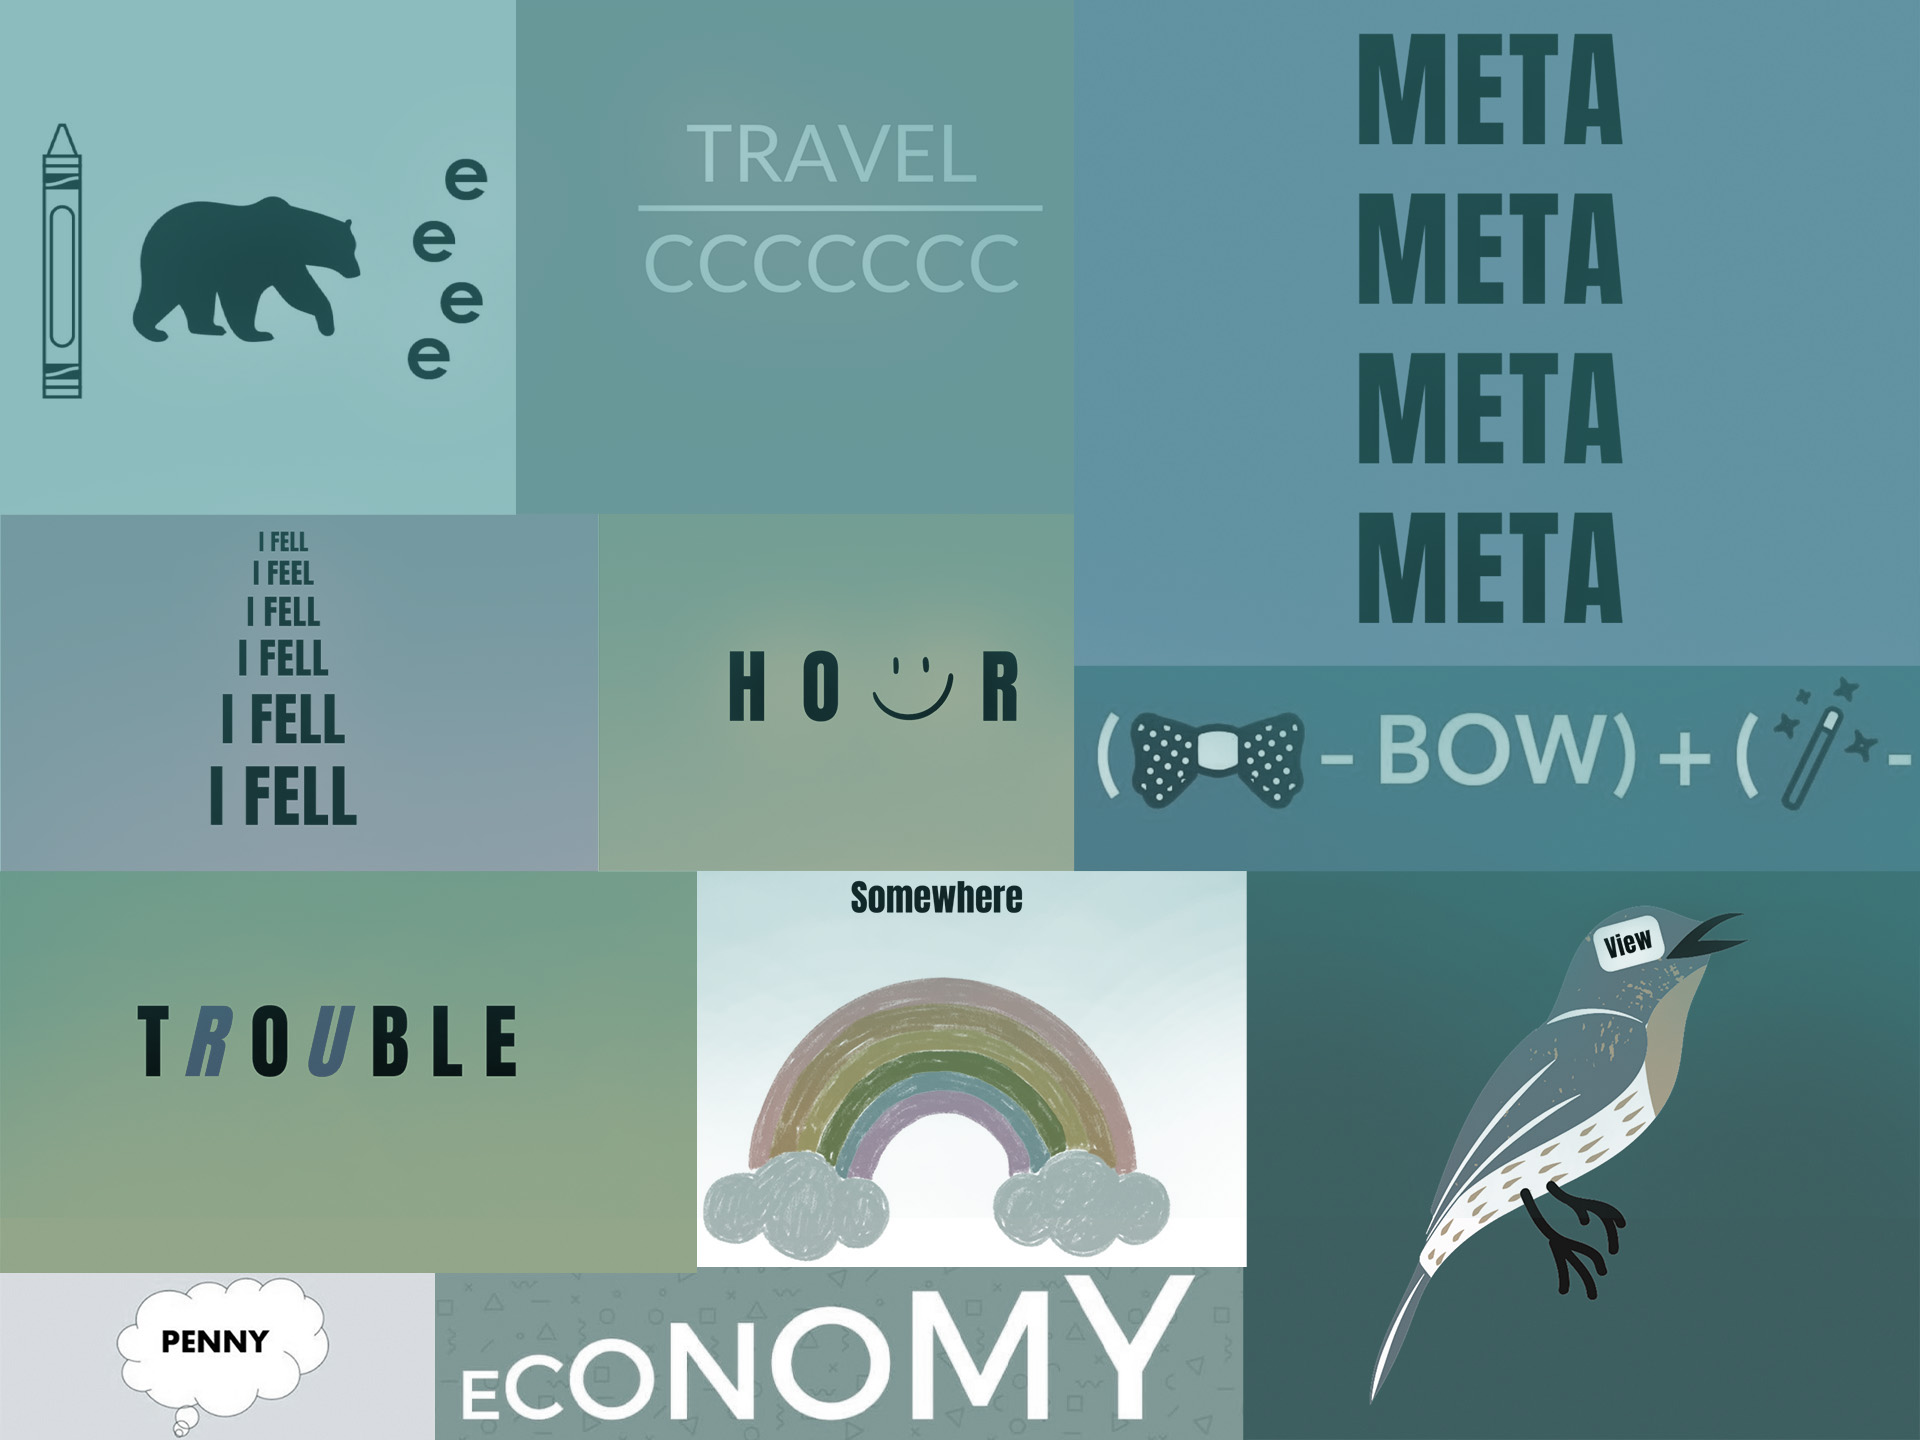 e
e
e
e
TRAVEL
CCCCCCC
META
META
META
META
I FELL
I FEEL
I FELL
I FELL
I FELL
I FELL
H O R
( - BOW) + ( -
TROUBLE
Somewhere
View
PENNY
ECONOMY